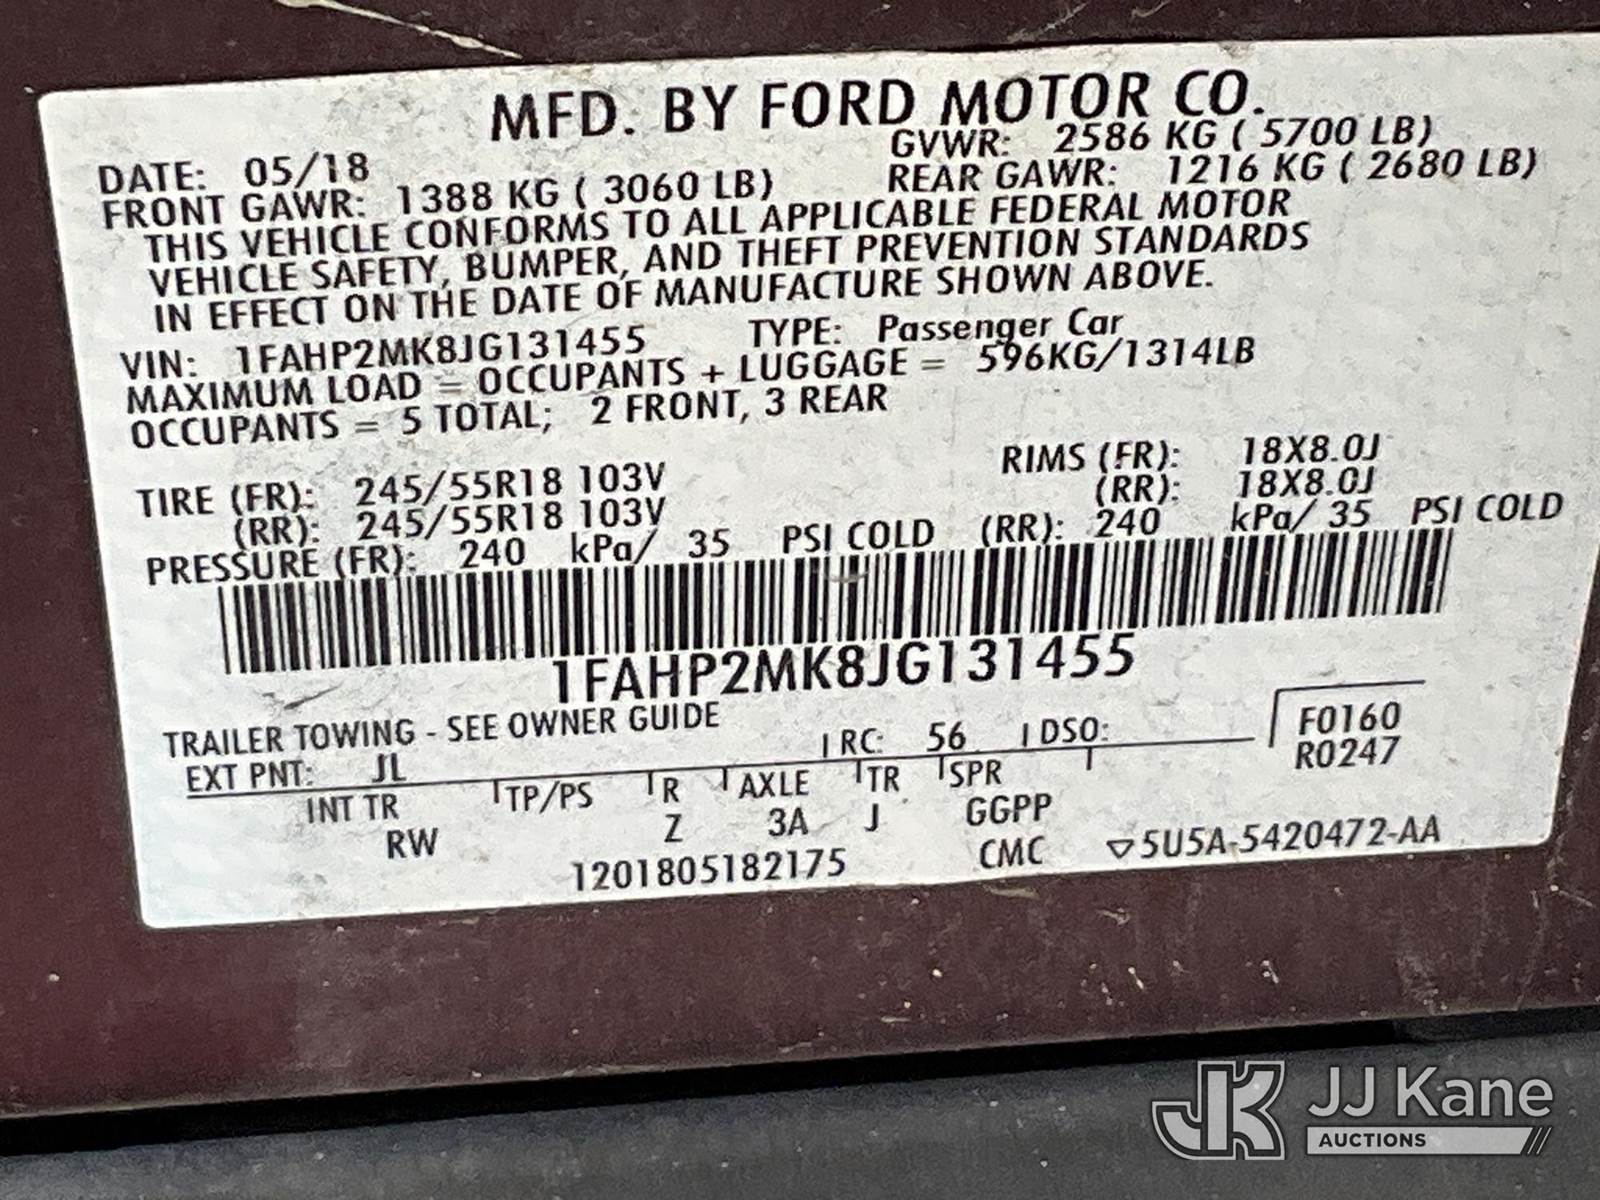 MFD. BY FORD MOTOR CO.
DATE: 05/18 GVWR: 2586 KG ( 5700 LB)
FRONT GAWR: 1388 KG ( 3060 LB) REAR GAWR: 1216 KG ( 2680 LB)
THIS VEHICLE CONFORMS TO ALL APPLICABLE FEDERAL MOTOR
VEHICLE SAFETY, BUMPER, AND THEFT PREVENTION STANDARDS
IN EFFECT ON THE DATE OF MANUFACTURE SHOWN ABOVE.
VIN: 1FAHP2MK8JG131455 TYPE: Passenger Car
MAXIMUM LOAD = OCCUPANTS + LUGGAGE = 596KG/1314LB
OCCUPANTS = 5 TOTAL; 2 FRONT, 3 REAR
TIRE (FR): 245/55R18 103V RIMS (FR): 18X8.0J
(RR): 245/55R18 103V (RR): 18X8.0J
PRESSURE (FR): 240 kPa/ 35 PSI COLD (RR): 240 kPa/ 35 PSI COLD
1FAHP2MK8JG131455
TRAILER TOWING - SEE OWNER GUIDE
EXT PNT: JL RC: 56 DSO: F0160
R0247
INT TR TP/PS R AXLE TR SPR
RW Z 3A J GGPP
1201805182175 CMC ▽5U5A-5420472-AA
JK JJ Kane
AUCTIONS